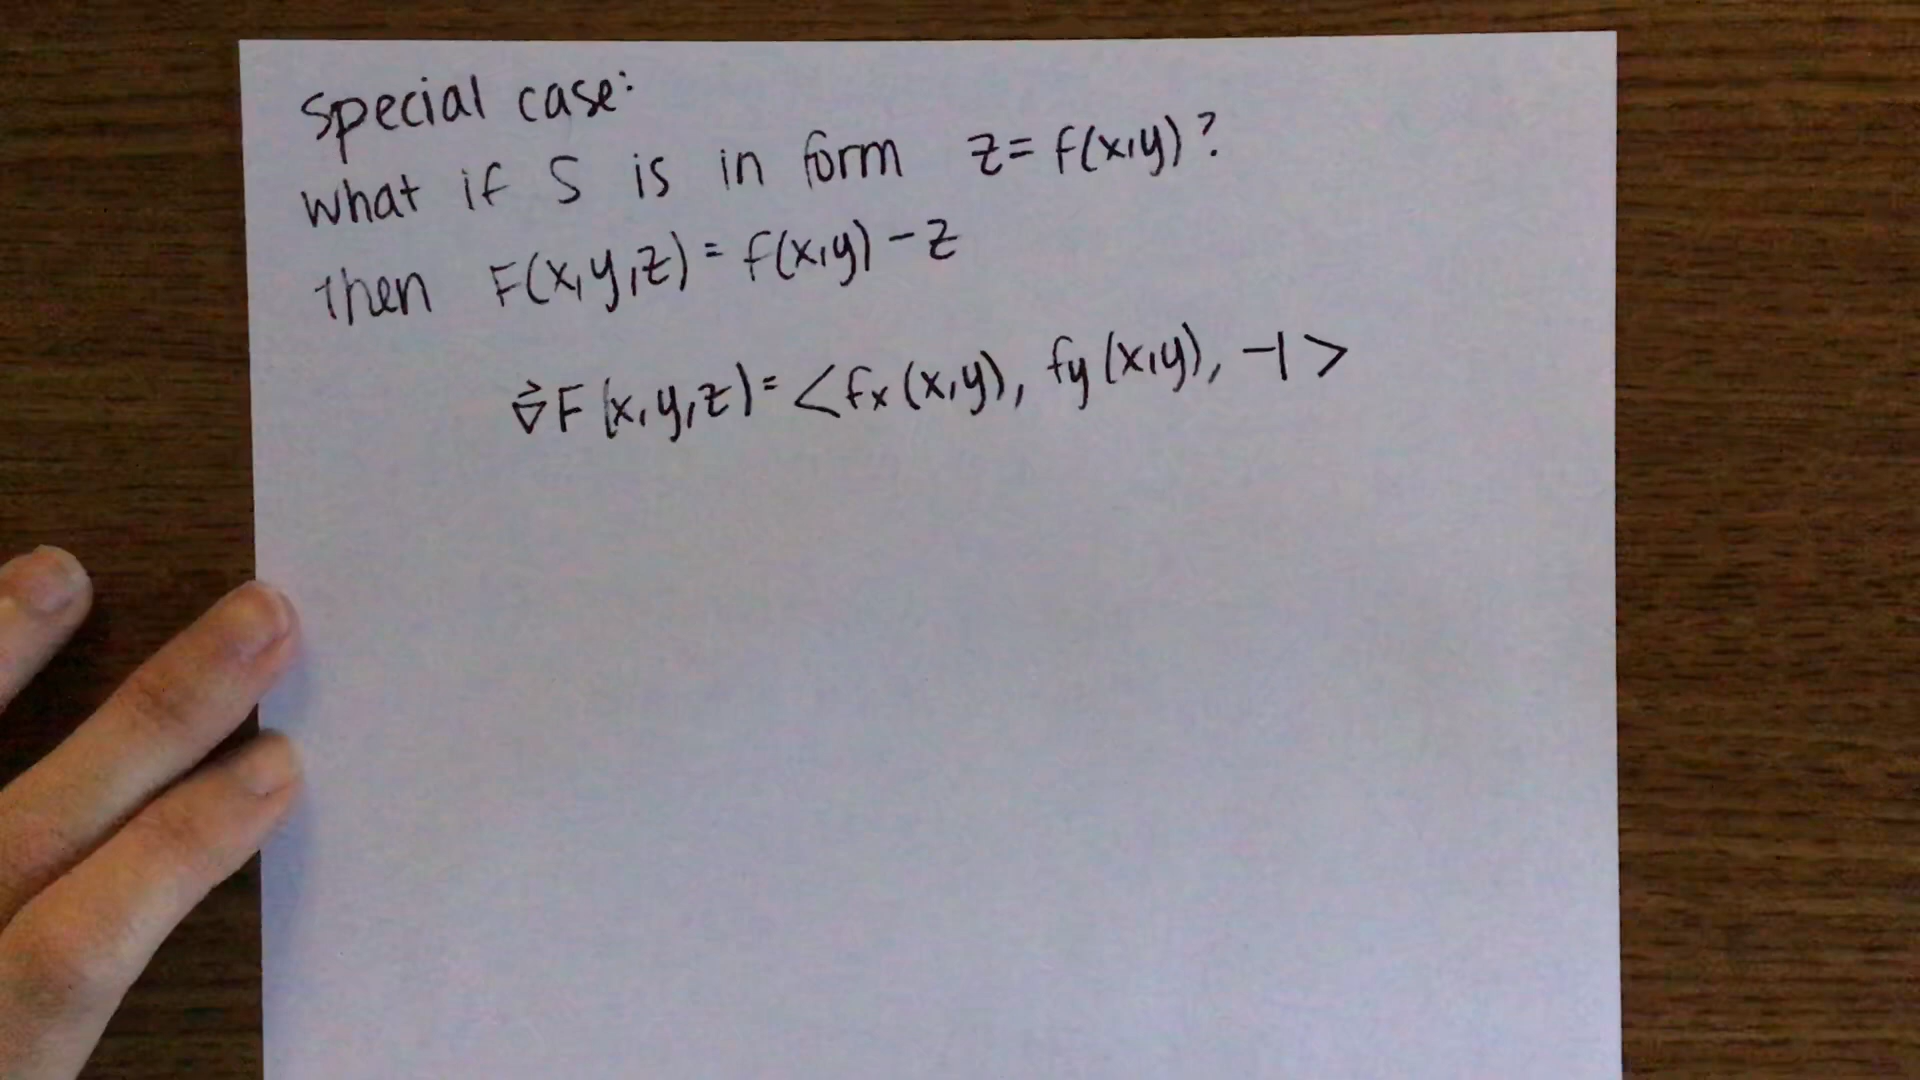 special case:
what if S is in form z = f(x,y)?
Then F(x,y,z) = f(x,y) - z
∇⃗F(x,y,z) = <fx(x,y), fy(x,y), -1>